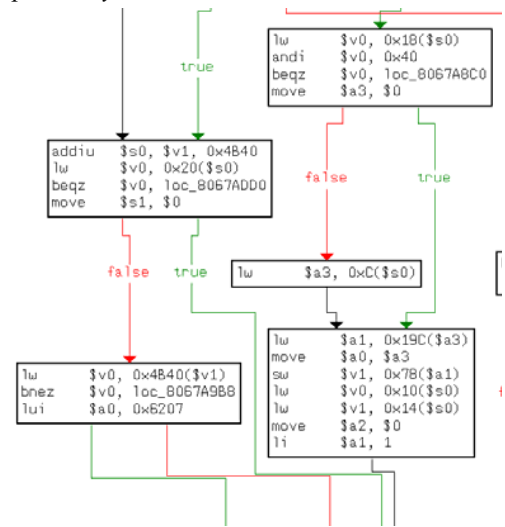 true
lw $v0, 0x18($s0)
andi $v0, 0x40
beqz $v0, loc_8067A8C0
move $a3, $0
addiu $s0, $v1, 0x4B40
lw $v0, 0x20($s0)
beqz $v0, loc_8067ADD0
move $s1, $0
false
true
false
true
lw $a3, 0xC($s0)
lw $v0, 0x4B40($v1)
bnez $v0, loc_8067A9B8
lui $a0, 0x6207
lw $a1, 0x19C($a3)
move $a0, $a3
sw $v1, 0x78($a1)
lw $v0, 0x10($s0)
lw $v1, 0x14($s0)
move $a2, $0
li $a1, 1